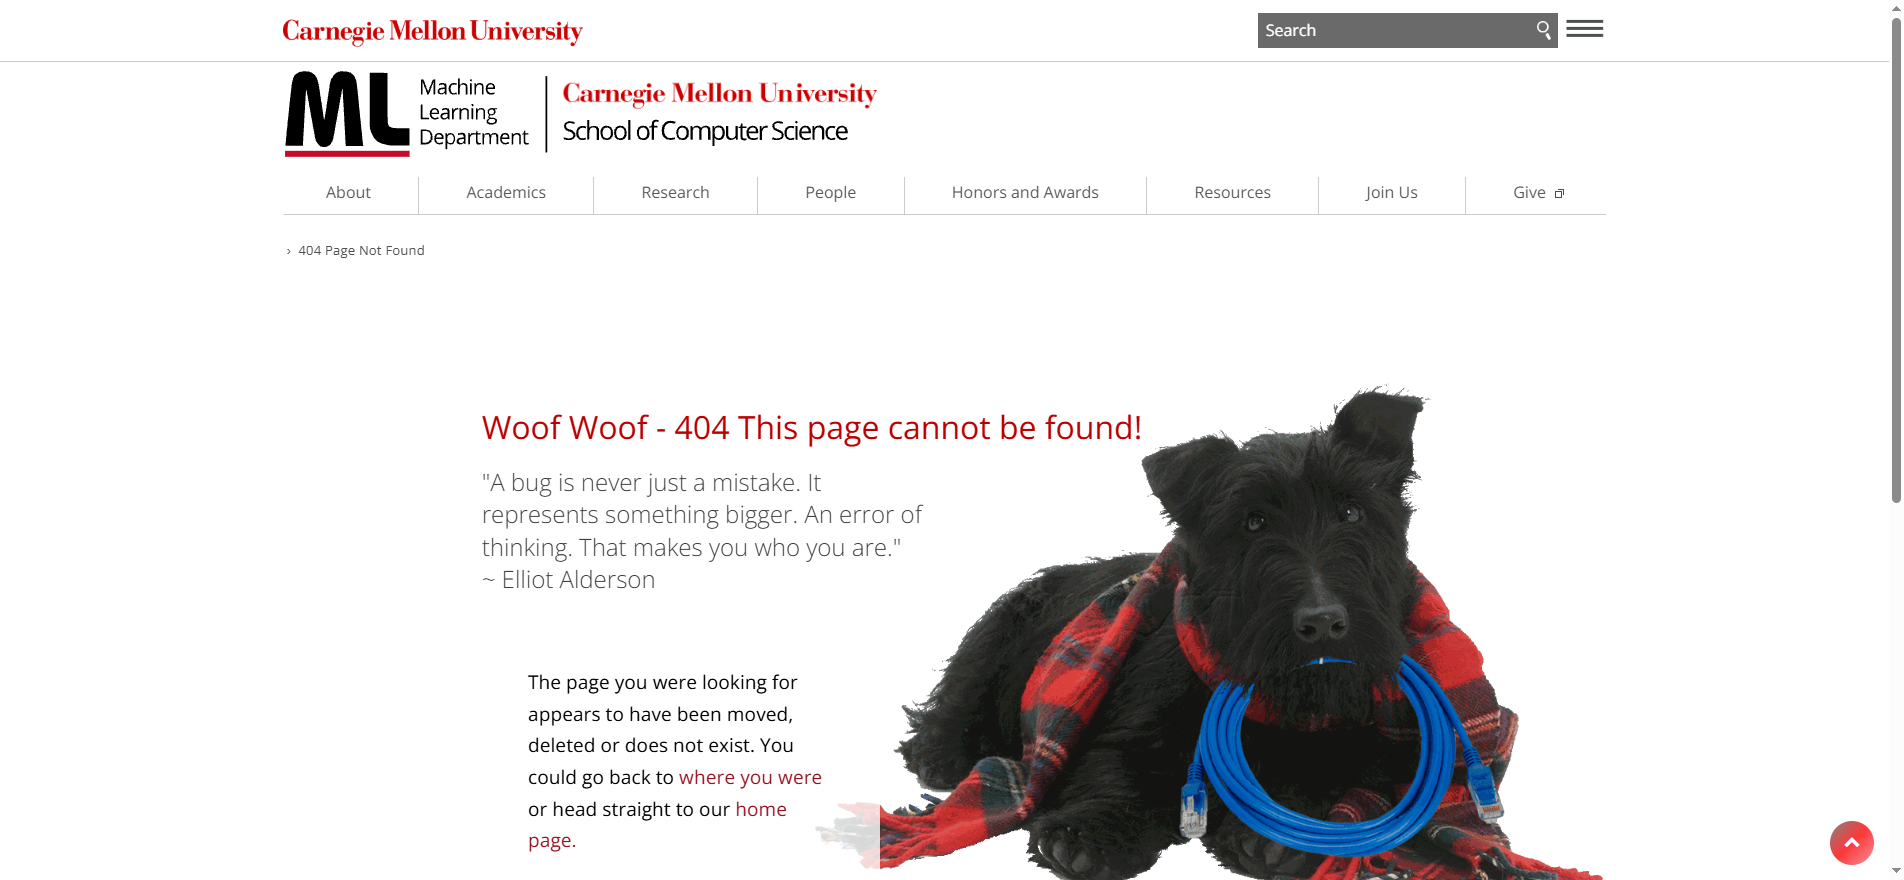 Carnegie Mellon University
Search
ML
Machine
Learning
Department
Carnegie Mellon University
School of Computer Science
About
Academics
Research
People
Honors and Awards
Resources
Join Us
Give
› 404 Page Not Found
Woof Woof - 404 This page cannot be found!
"A bug is never just a mistake. It
represents something bigger. An error of
thinking. That makes you who you are."
~ Elliot Alderson
The page you were looking for
appears to have been moved,
deleted or does not exist. You
could go back to where you were
or head straight to our home
page.